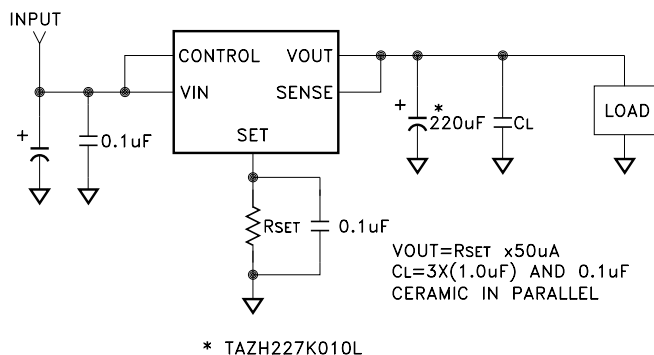 INPUT
CONTROL
VOUT
VIN
SENSE
SET
+
0.1uF
+
*
220uF
CL
LOAD
RSET
0.1uF
VOUT=RSET x50uA
CL=3X(1.0uF) AND 0.1uF
CERAMIC IN PARALLEL
* TAZH227K010L